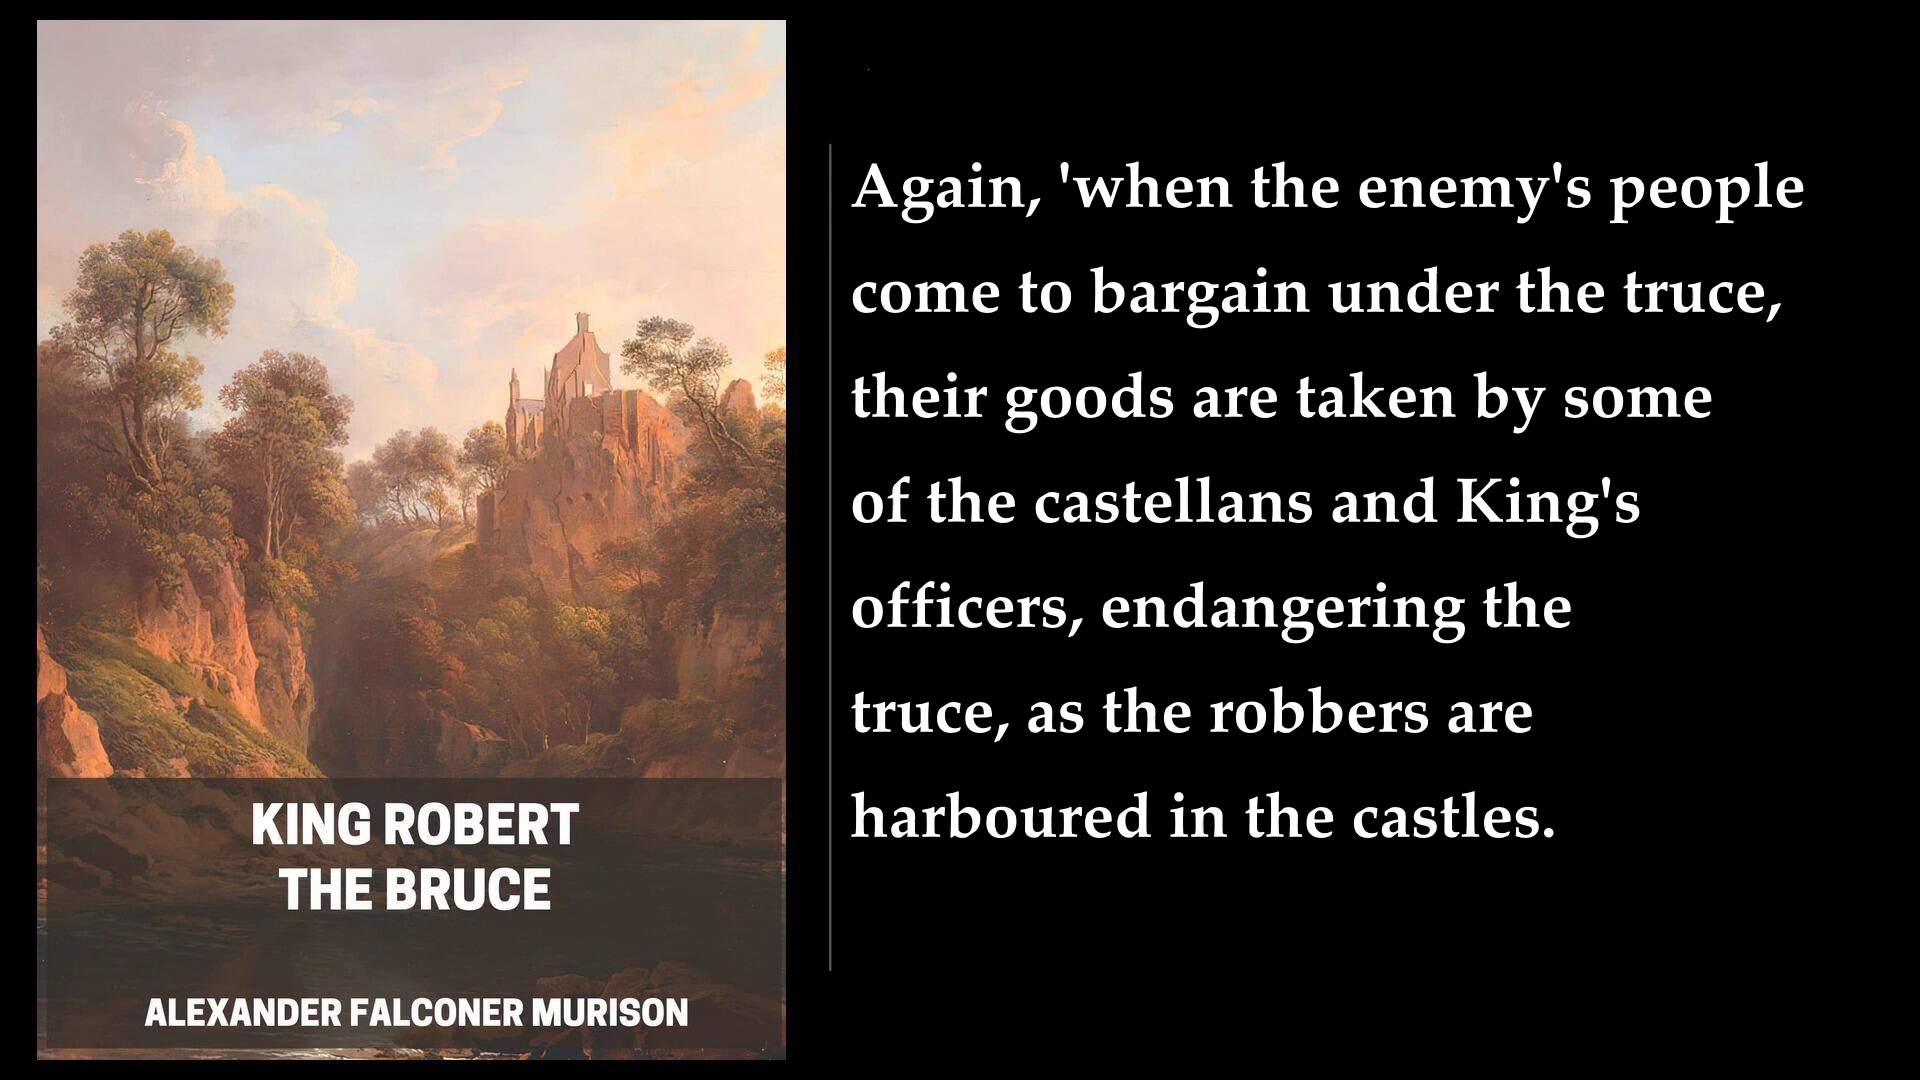 KING ROBERT
THE BRUCE
ALEXANDER FALCONER MURISON
Again, 'when the enemy's people
come to bargain under the truce,
their goods are taken by some
of the castellans and King's
officers, endangering the
truce, as the robbers are
harboured in the castles.